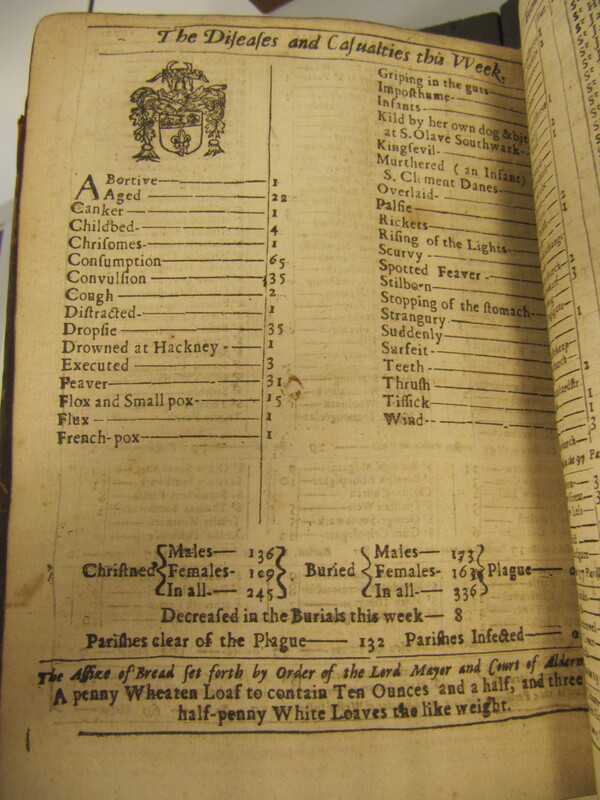 The Diſeaſes and Caſualties this Week.
ABortive 1
Aged 22
Canker 1
Childbed 4
Chriſomes 1
Conſumption 65
Convulſion 35
Cough 2
Diſtracted 1
Dropſie 35
Drowned at Hackney 1
Executed 3
Feaver 31
Flox and Small pox 15
Flux 1
French-pox 1
Griping in the guts
Impoſthume
Infants
Kild by her own dog &
at S. Olave Southwark
Kingſevil
Murthered (an Infant)
S. Clement Danes
Overlaid
Palſie
Rickets
Riſing of the Lights
Scurvy
Spotted Feaver
Stilborn
Stopping of the ſtomach
Strangury
Suddenly
Surfeit
Teeth
Thruſh
Tiſſick
Wind
Chriſtned Males 136 Females 109 In all 245
Buried Males 173 Females 163 In all 336 Plague 0
Decreaſed in the Burials this week 8
Pariſhes clear of the Plague 132 Pariſhes Infected 0
The Aſſize of Bread ſet forth by Order of the Lord Mayor and Court of Alderm
A penny Wheaten Loaf to contain Ten Ounces and a half, and three
half-penny White Loaves the like weight.